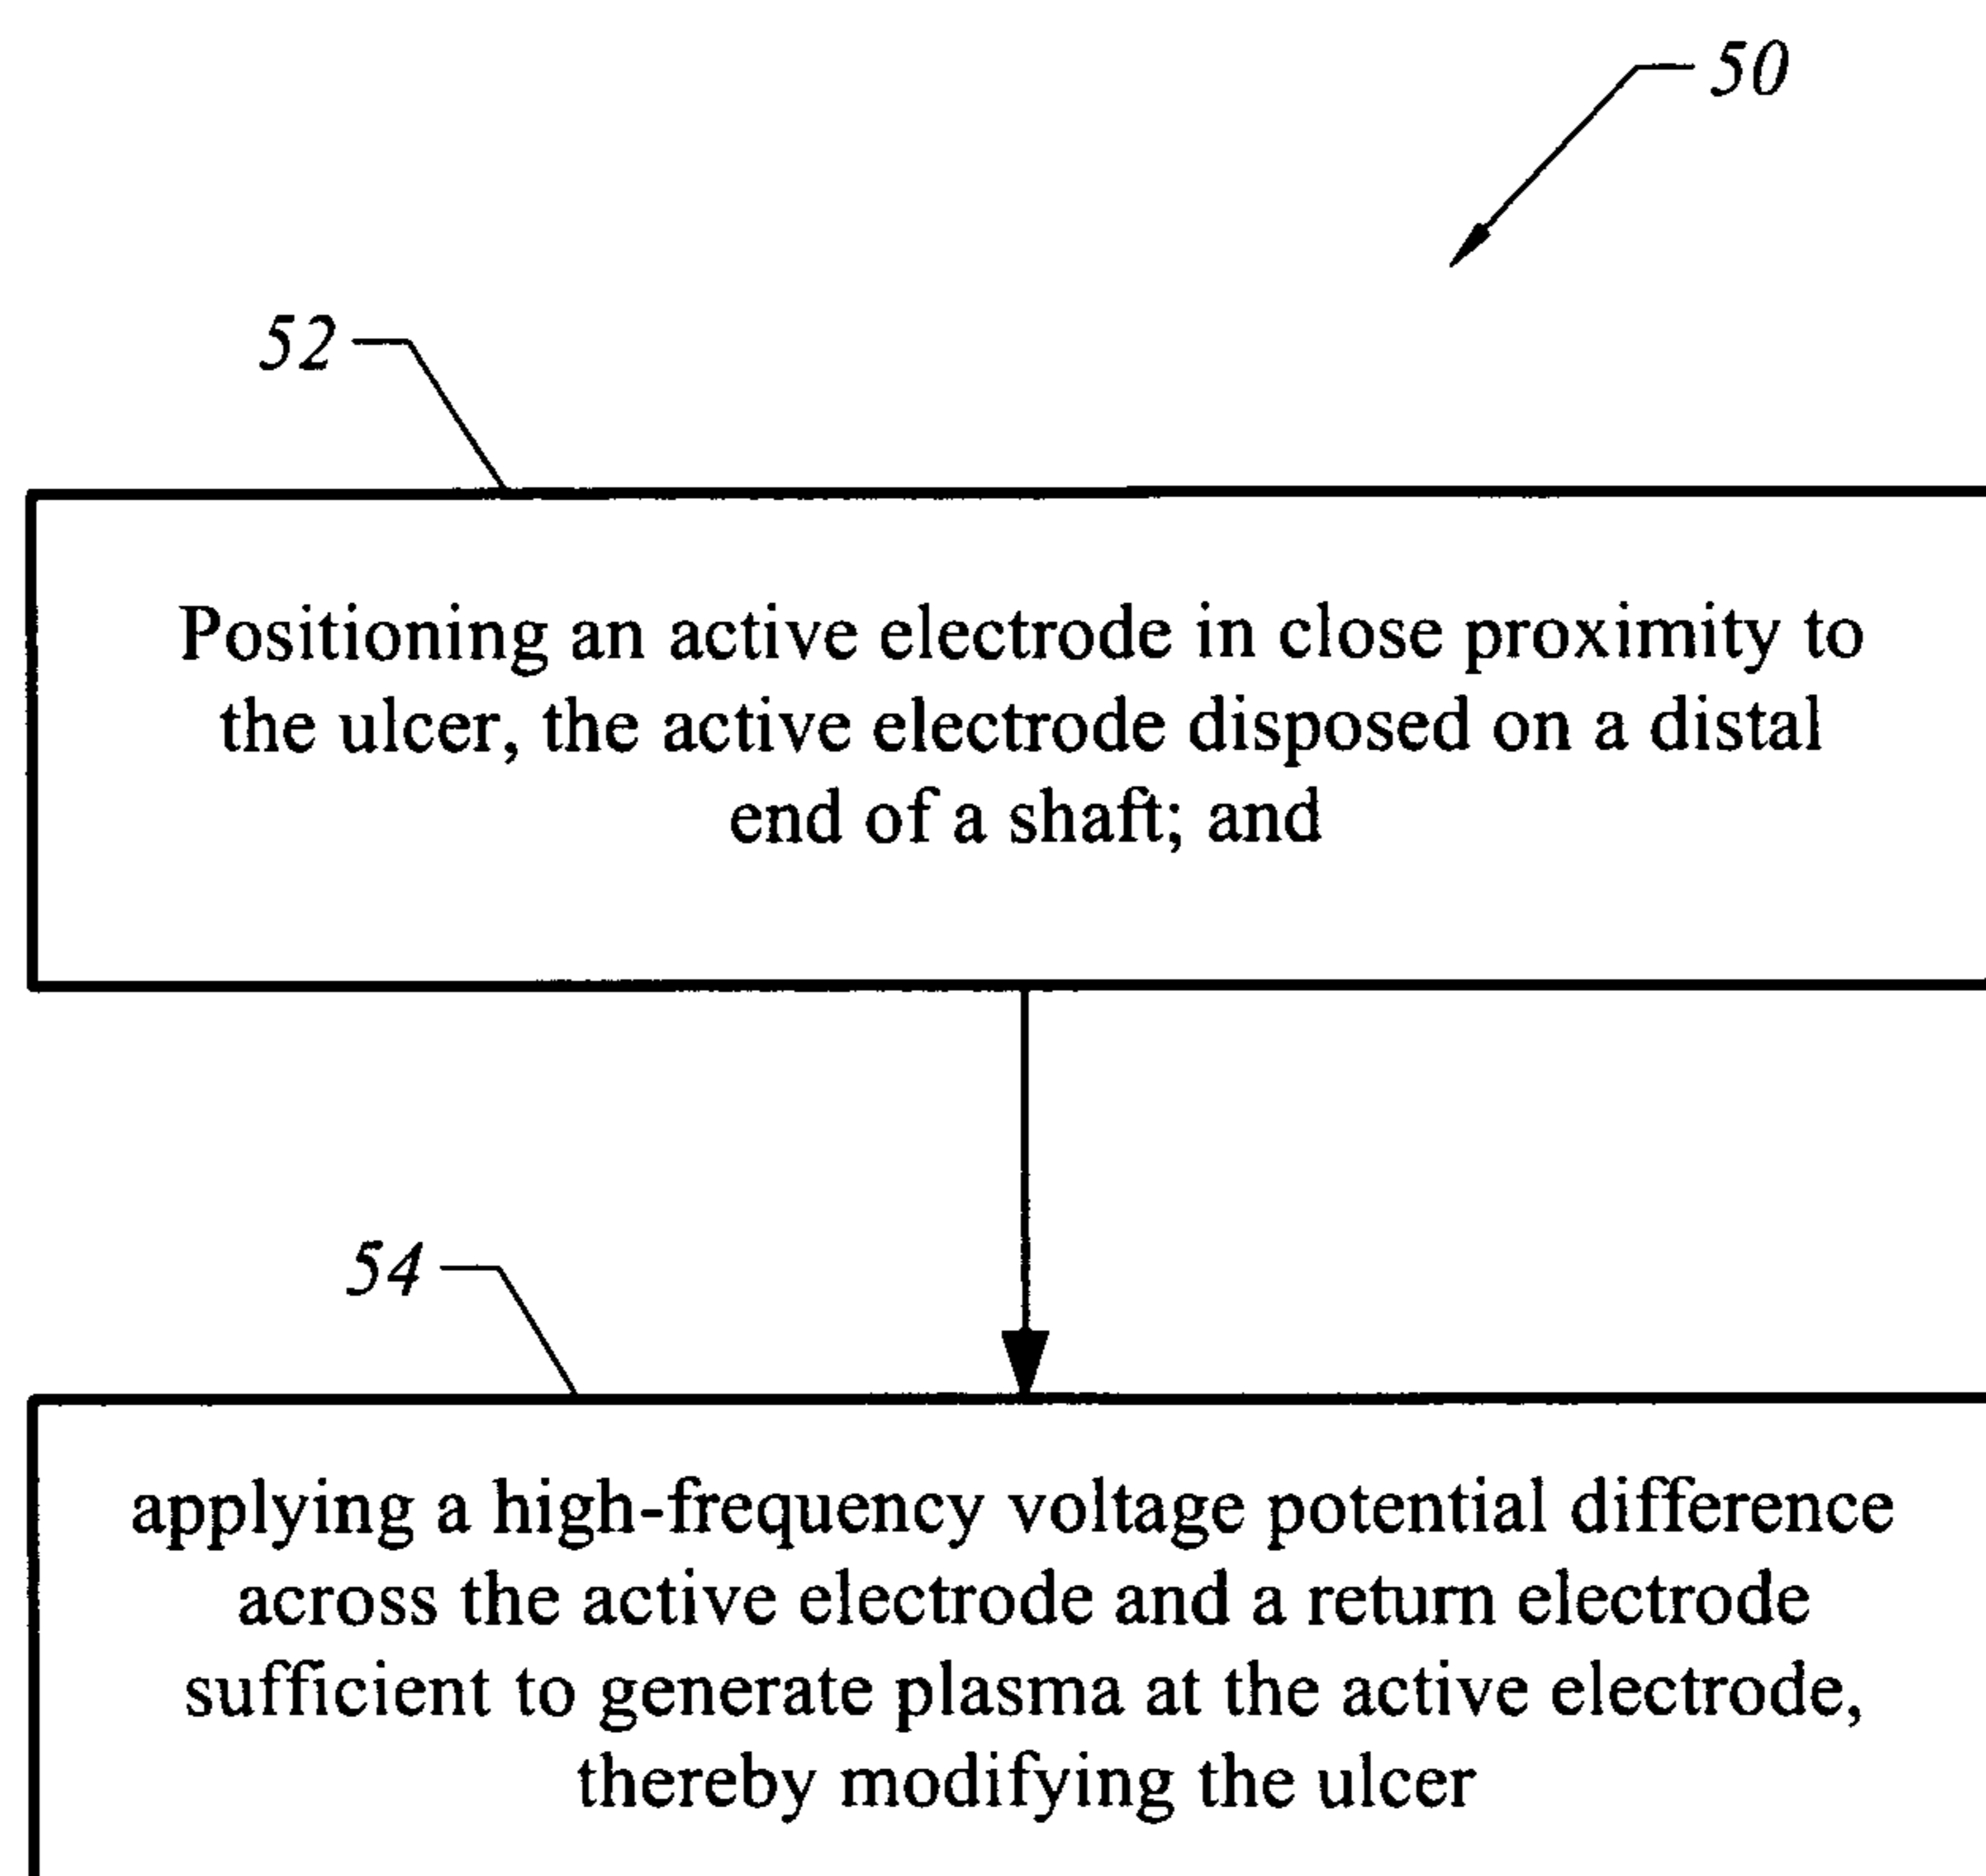 50
52
Positioning an active electrode in close proximity to
the ulcer, the active electrode disposed on a distal
end of a shaft; and
54
applying a high-frequency voltage potential difference
across the active electrode and a return electrode
sufficient to generate plasma at the active electrode,
thereby modifying the ulcer